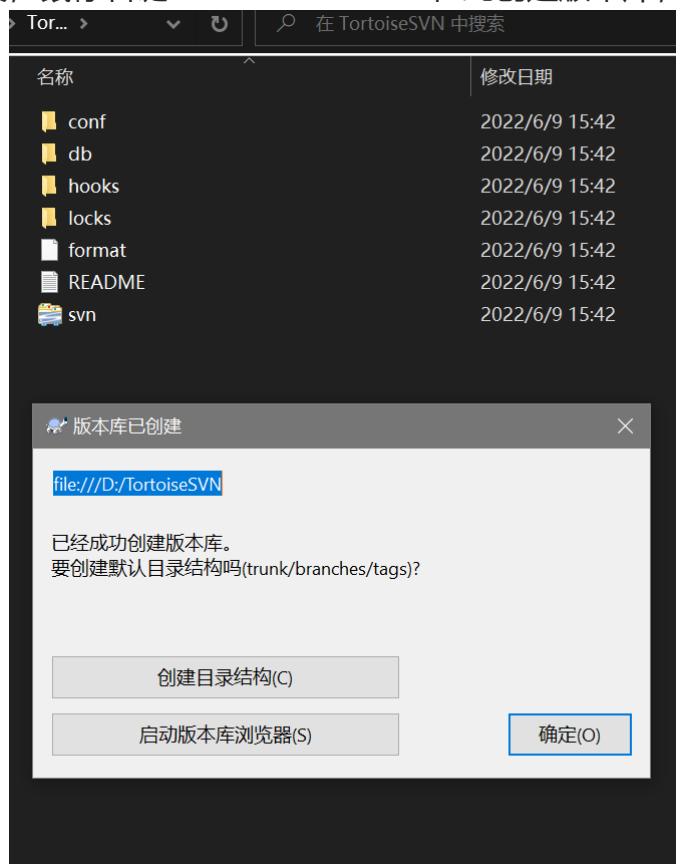 Tor...
在 TortoiseSVN 中搜索
名称
修改日期
conf
2022/6/9 15:42
db
2022/6/9 15:42
hooks
2022/6/9 15:42
locks
2022/6/9 15:42
format
2022/6/9 15:42
README
2022/6/9 15:42
svn
2022/6/9 15:42
版本库已创建
file:///D:/TortoiseSVN
已经成功创建版本库。
要创建默认目录结构吗(trunk/branches/tags)?
创建目录结构(C)
启动版本库浏览器(S)
确定(O)